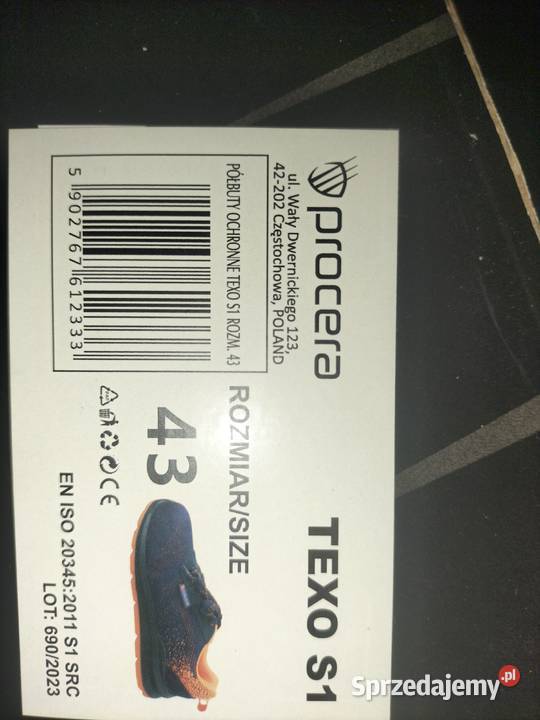 procera
ul. Wały Dwernickiego 123,
42-202 Częstochowa, POLAND
PÓŁBUTY OCHRONNE TEXO S1 ROZM. 43
5 902767 612333
TEXO S1
ROZMIAR/SIZE
43
CE
EN ISO 20345:2011 S1 SRC
LOT: 690/2023
Sprzedajemy.pl